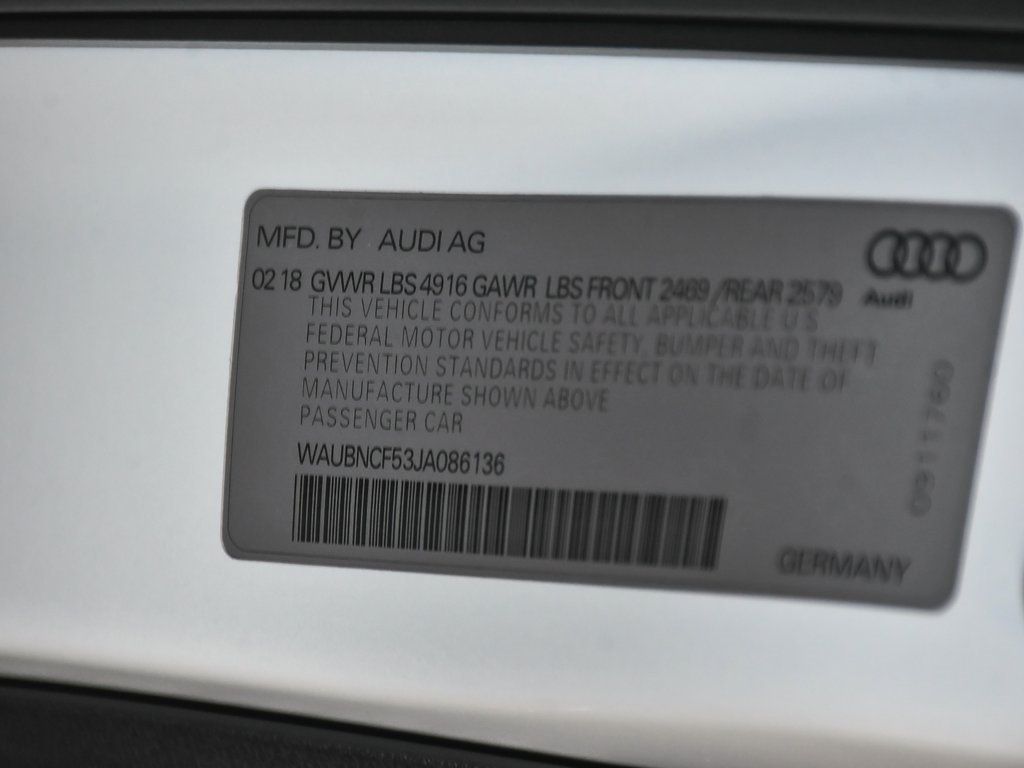 MFD. BY AUDI AG
02 18 GVWR LBS 4916 GAWR LBS FRONT 2469 / REAR 2579
Audi
THIS VEHICLE CONFORMS TO ALL APPLICABLE U.S.
FEDERAL MOTOR VEHICLE SAFETY, BUMPER AND THEFT
PREVENTION STANDARDS IN EFFECT ON THE DATE OF
MANUFACTURE SHOWN ABOVE
PASSENGER CAR
WAUBNCF53JA086136
0911760
GERMANY